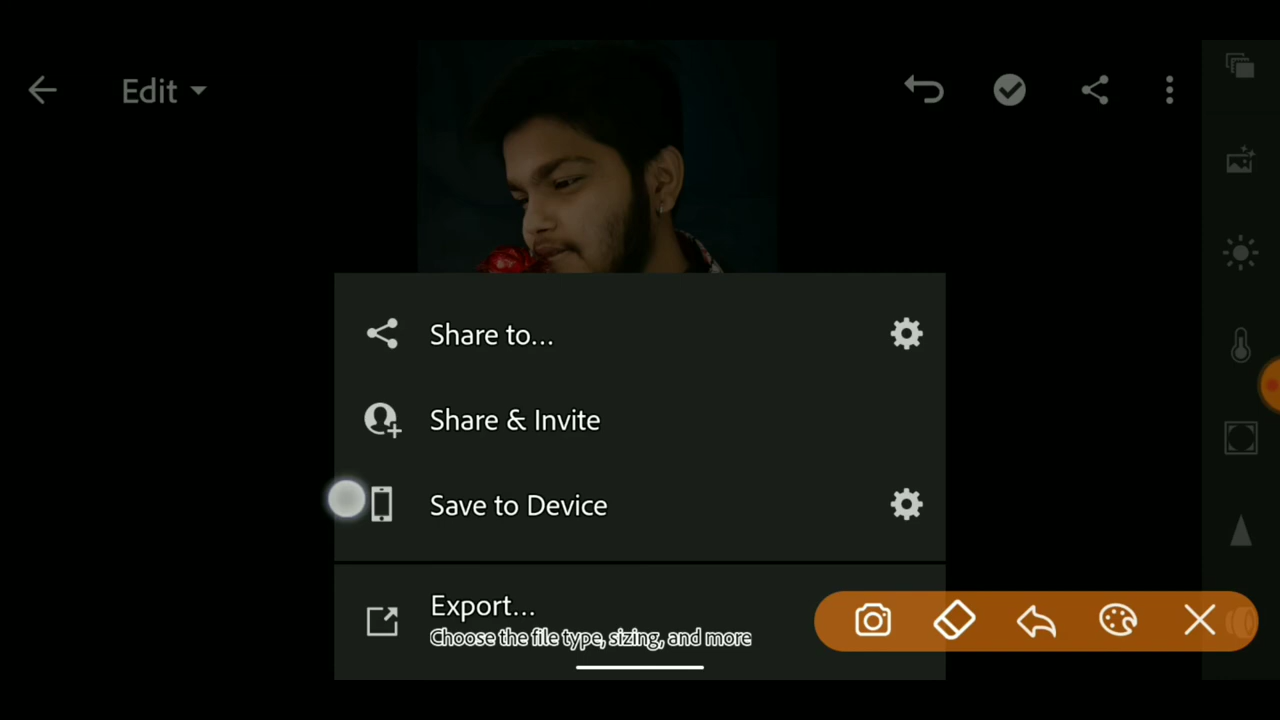 Edit
Share to...
Share & Invite
Save to Device
Export...
Choose the file type, sizing, and more